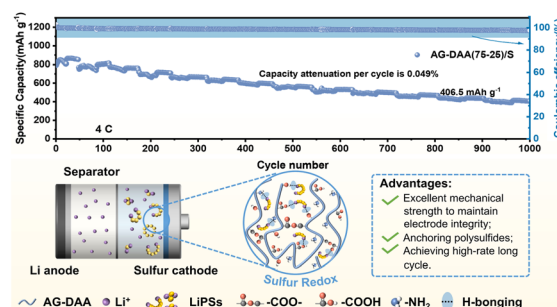 1200
1000
800
600
400
200
0
Specific Capacity(mAh g⁻¹)
100
80
60
40
20
0
AG-DAA(75-25)/S
Capacity attenuation per cycle is 0.049%
406.5 mAh g⁻¹
4 C
0 100 200 300 400 500 600 700 800 900 1000
Cycle number
Separator
Li anode
Sulfur cathode
Sulfur Redox
Advantages:
Excellent mechanical
strength to maintain
electrode integrity;
Anchoring polysulfides;
Achieving high-rate long
cycle.
AG-DAA Li⁺ LiPSs -COO- -COOH -NH₂ H-bonging